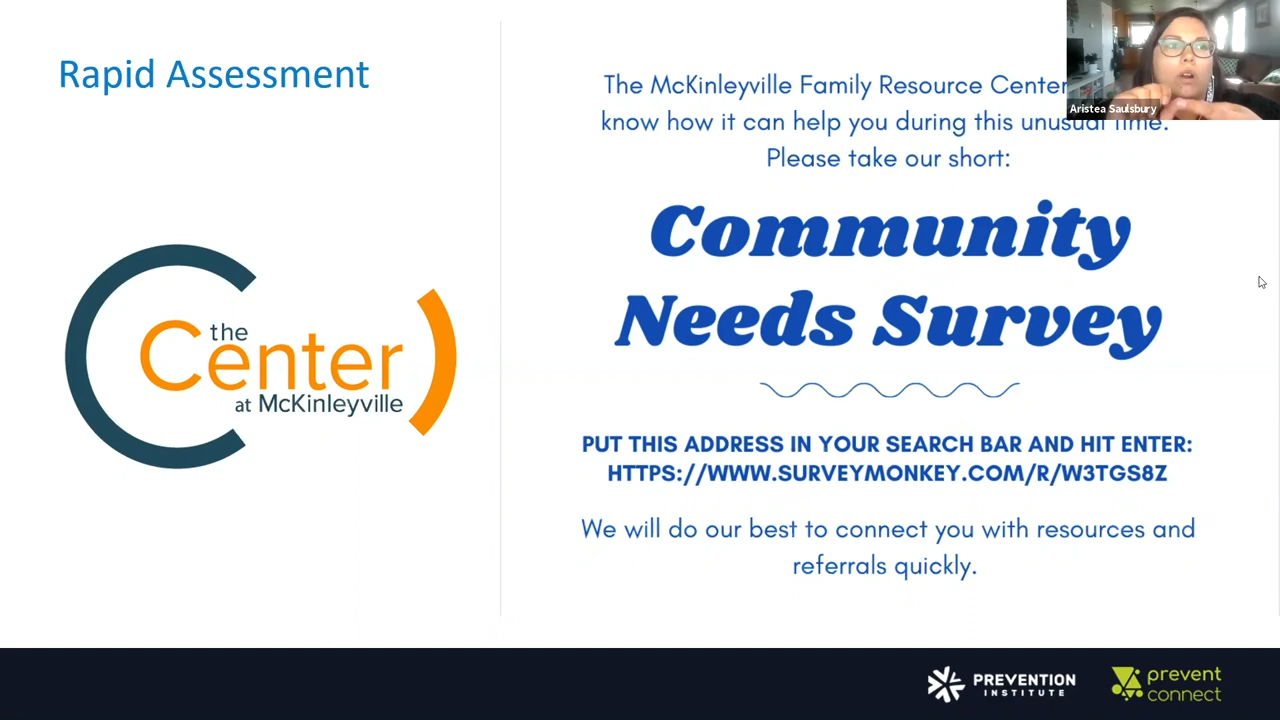 Rapid Assessment
The McKinleyville Family Resource Center
know how it can help you during this unusual time.
Please take our short:
Aristea Saulsbury
Community
Needs Survey
the
Center
at McKinleyville
PUT THIS ADDRESS IN YOUR SEARCH BAR AND HIT ENTER:
HTTPS://WWW.SURVEYMONKEY.COM/R/W3TGS8Z
We will do our best to connect you with resources and
referrals quickly.
PREVENTION
INSTITUTE
prevent
connect